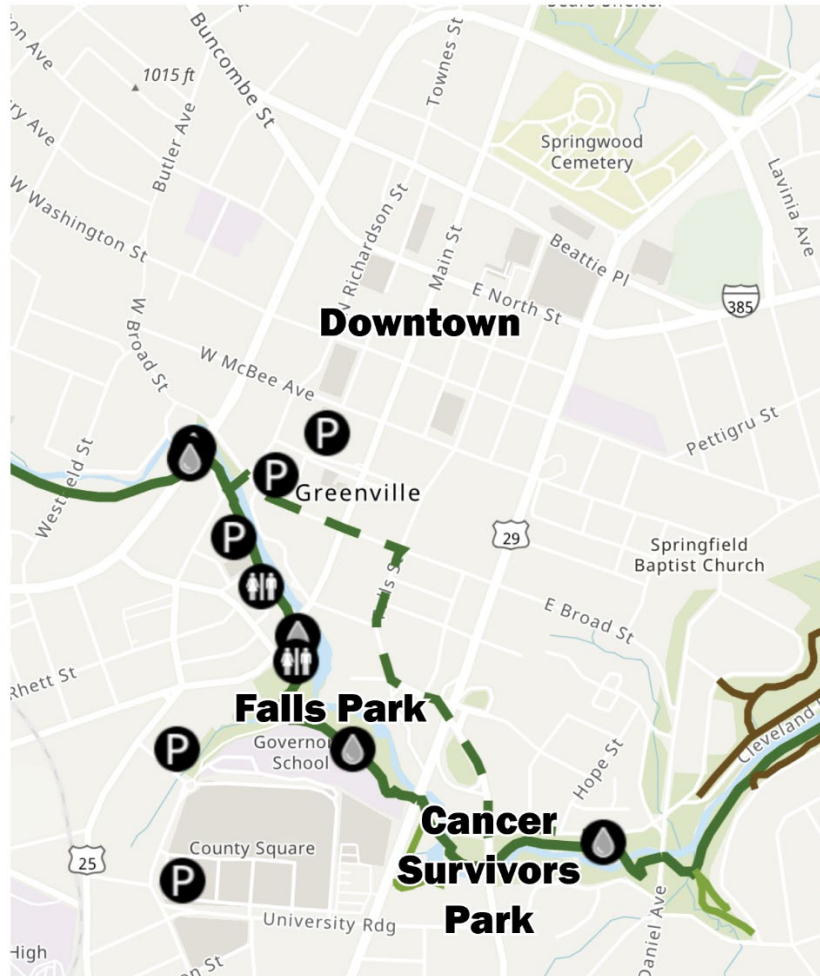 1015 ft
Buncombe St
Townes St
Butler Ave
W Washington St
Springwood
Cemetery
Lavinia Ave
N Richardson St
Main St
Beattie Pl
E North St
385
Downtown
W Broad St
W McBee Ave
Pettigru St
P
P
Greenville
29
Springfield
Baptist Church
P
E Broad St
Rhett St
Falls Park
P
Governor
School
Hope St
Cleveland
Cancer
Survivors
Park
County Square
25
P
University Rdg
High
Daniel Ave